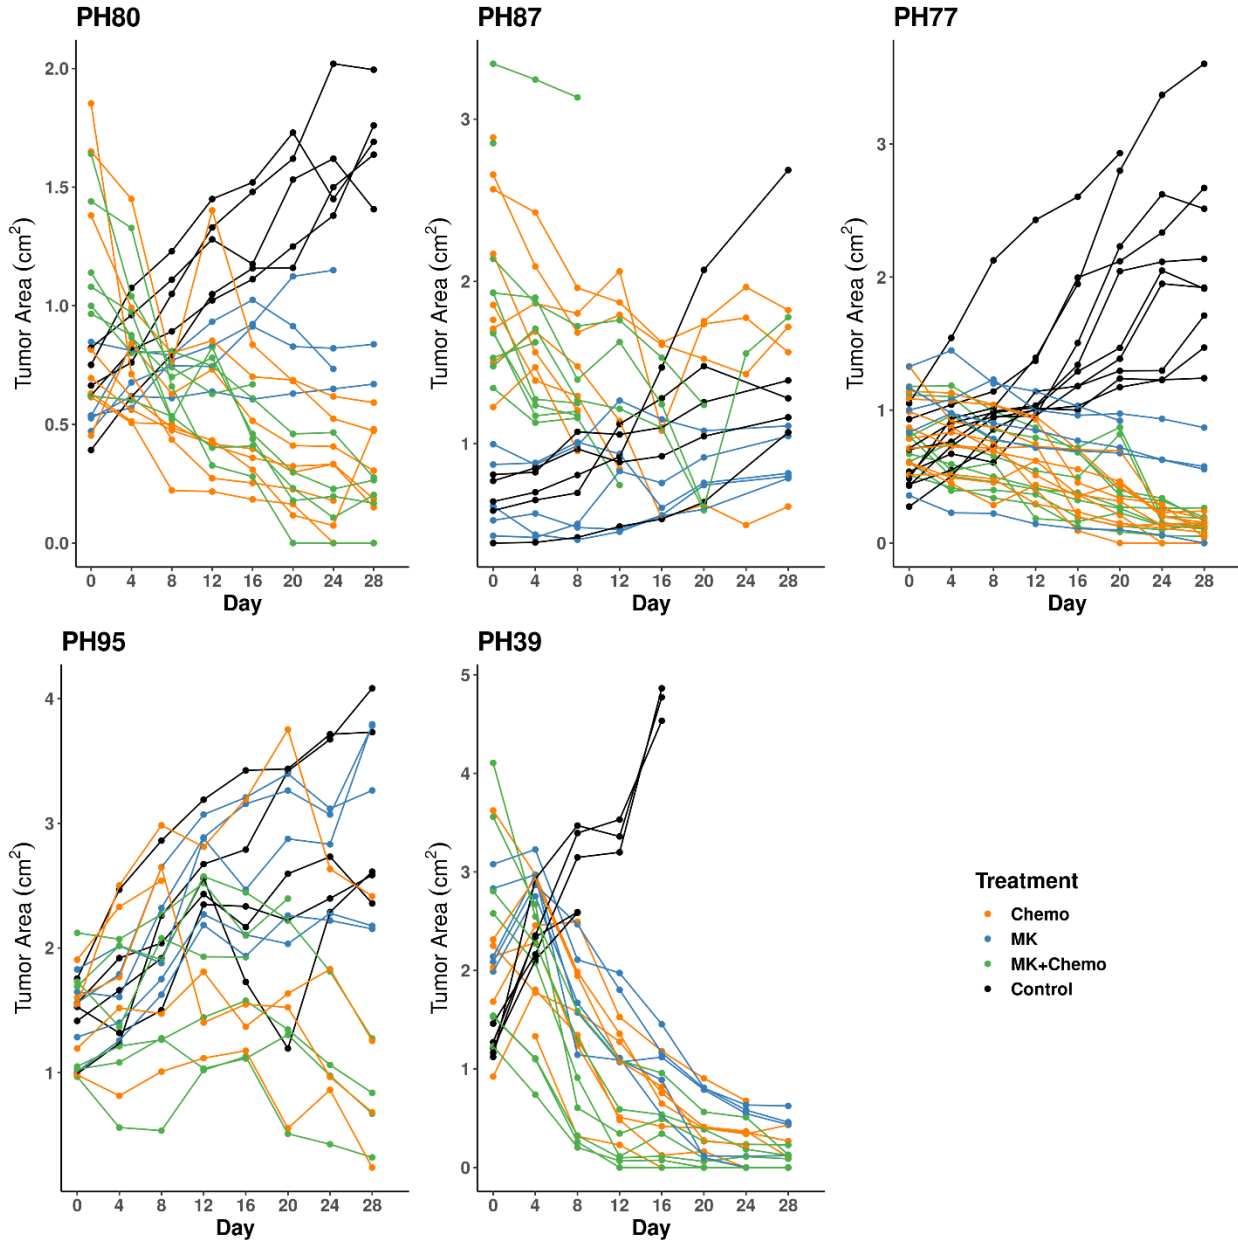 PH80
Tumor Area (cm2)
2.0
1.5
1.0
0.5
0.0
0 4 8 12 16 20 24 28
Day
PH87
Tumor Area (cm2)
3
2
1
0 4 8 12 16 20 24 28
Day
PH77
Tumor Area (cm2)
3
2
1
0
0 4 8 12 16 20 24 28
Day
PH95
Tumor Area (cm2)
4
3
2
1
0 4 8 12 16 20 24 28
Day
PH39
Tumor Area (cm2)
5
4
3
2
1
0
0 4 8 12 16 20 24 28
Day
Treatment
Chemo
MK
MK+Chemo
Control